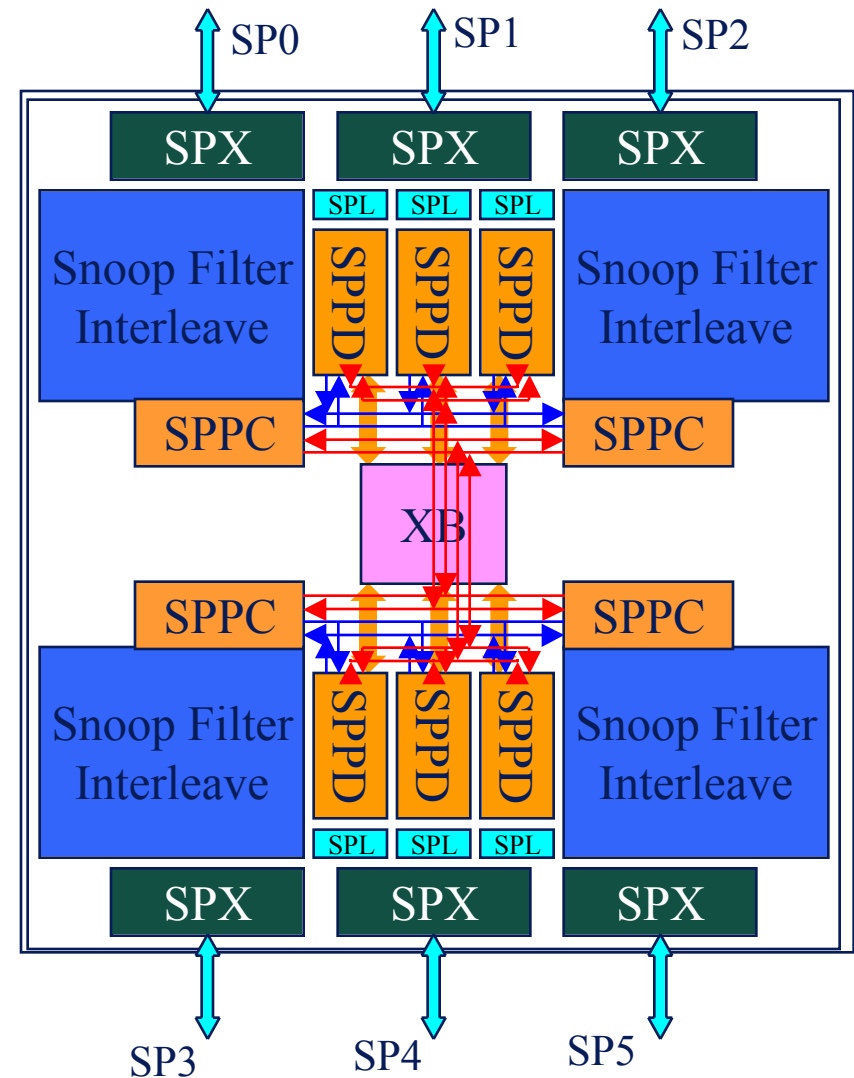 SP0
SP1
SP2
SPX
SPX
SPX
SPL
SPL
SPL
Snoop Filter
Interleave
SPPD
SPPD
SPPD
Snoop Filter
Interleave
SPPC
SPPC
XB
SPPC
SPPC
Snoop Filter
Interleave
SPPD
SPPD
SPPD
Snoop Filter
Interleave
SPL
SPL
SPL
SPX
SPX
SPX
SP3
SP4
SP5